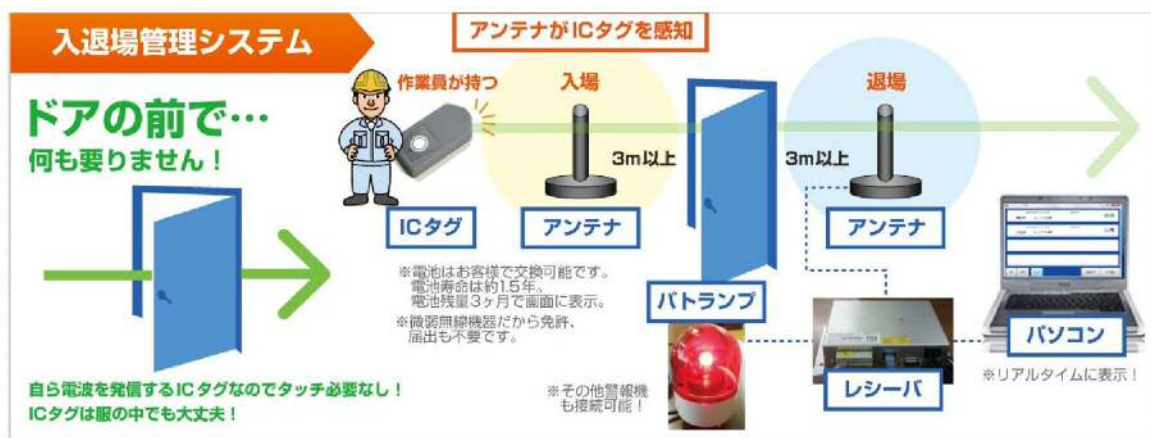 入退場管理システム
アンテナがICタグを感知
ドアの前で…
何も要りません！
作業員が持つ
入場
退場
3m以上
3m以上
ICタグ
アンテナ
アンテナ
※電池はお客様で交換可能です。
電池寿命は約1.5年。
電池残量3ヶ月で画面に表示。
※微弱無線機器だから免許、
届出も不要です。
パトランプ
パソコン
レシーバ
※リアルタイムに表示！
※その他警報機
も接続可能！
自ら電波を発信するICタグなのでタッチ必要なし！
ICタグは服の中でも大丈夫！